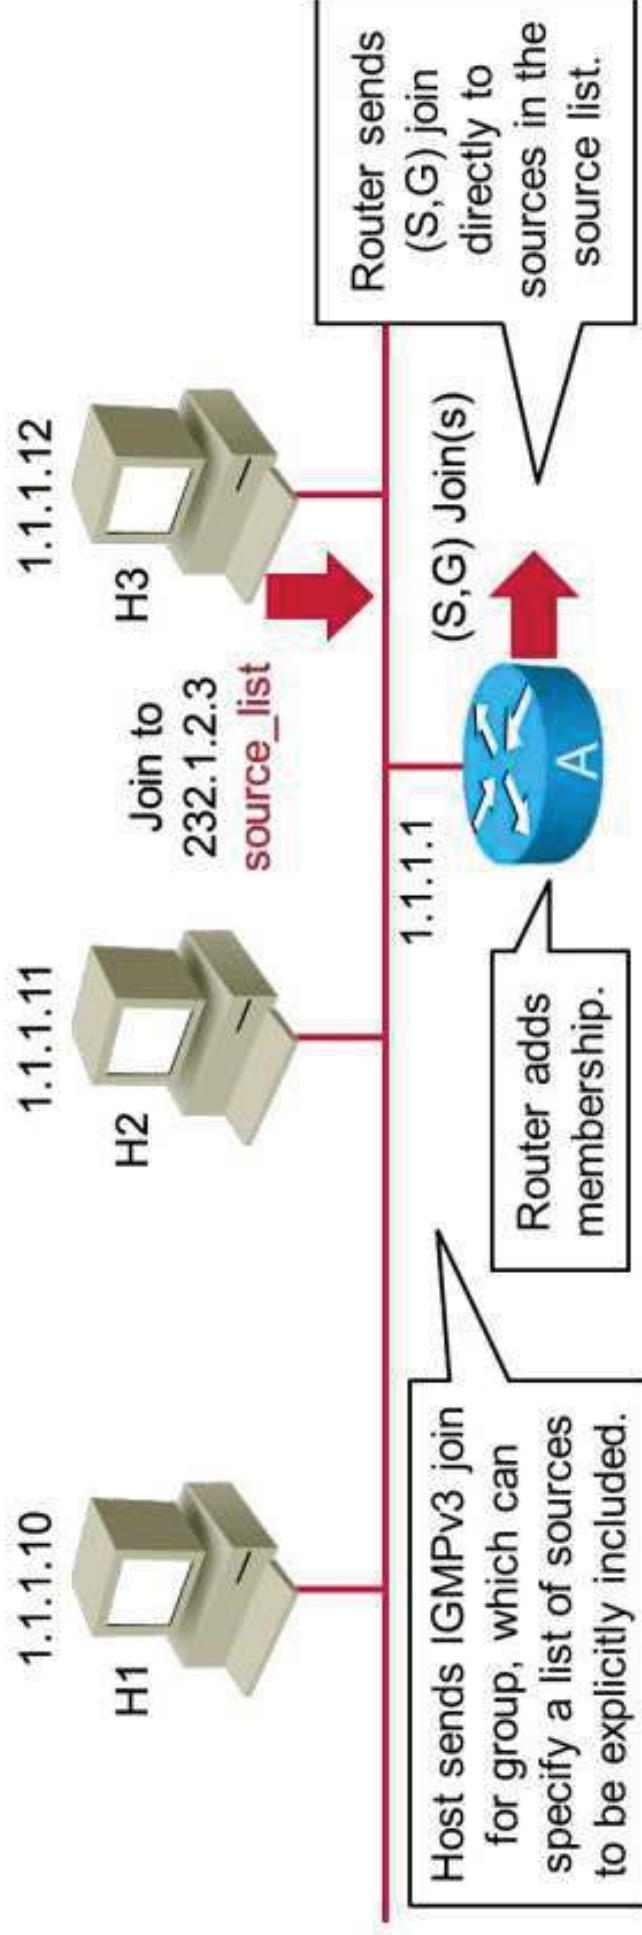 1.1.1.10
H1
1.1.1.11
H2
1.1.1.12
H3
Join to
232.1.2.3
source_list
1.1.1.1
A
(S,G) Join(s)
Host sends IGMPv3 join
for group, which can
specify a list of sources
to be explicitly included.
Router adds
membership.
Router sends
(S,G) join
directly to
sources in the
source list.